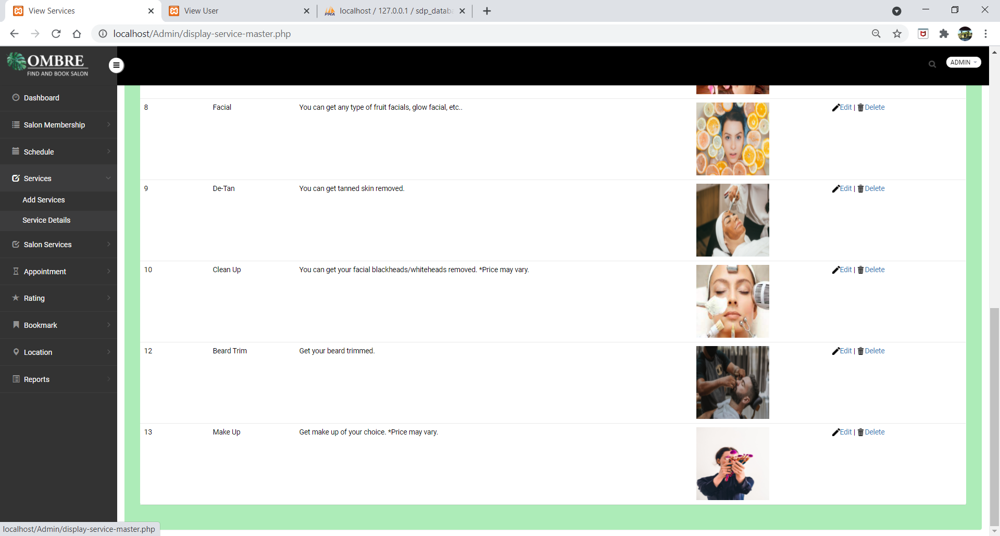 View Services
View User
PMA localhost / 127.0.0.1 / sdp_datab
localhost/Admin/display-service-master.php
OMBRE
FIND AND BOOK SALON
ADMIN
Dashboard
Salon Membership
Schedule
Services
Add Services
Service Details
Salon Services
Appointment
Rating
Bookmark
Location
Reports
8 Facial You can get any type of fruit facials, glow facial, etc.. Edit | Delete
9 De-Tan You can get tanned skin removed. Edit | Delete
10 Clean Up You can get your facial blackheads/whiteheads removed. *Price may vary. Edit | Delete
12 Beard Trim Get your beard trimmed. Edit | Delete
13 Make Up Get make up of your choice. *Price may vary. Edit | Delete
localhost/Admin/display-service-master.php